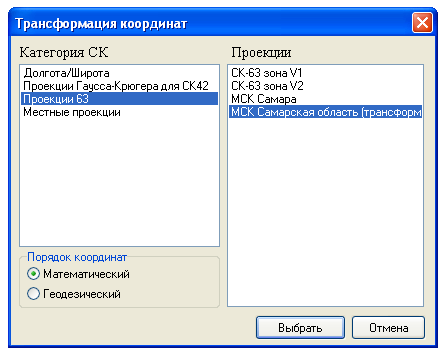 Трансформация координат
Категория СК
Проекции
Долгота/Широта
Проекции Гаусса-Крюгера для СК42
Проекции 63
Местные проекции
СК-63 зона V1
СК-63 зона V2
МСК Самара
МСК Самарская область (трансформ
Порядок координат
Математический
Геодезический
Выбрать
Отмена